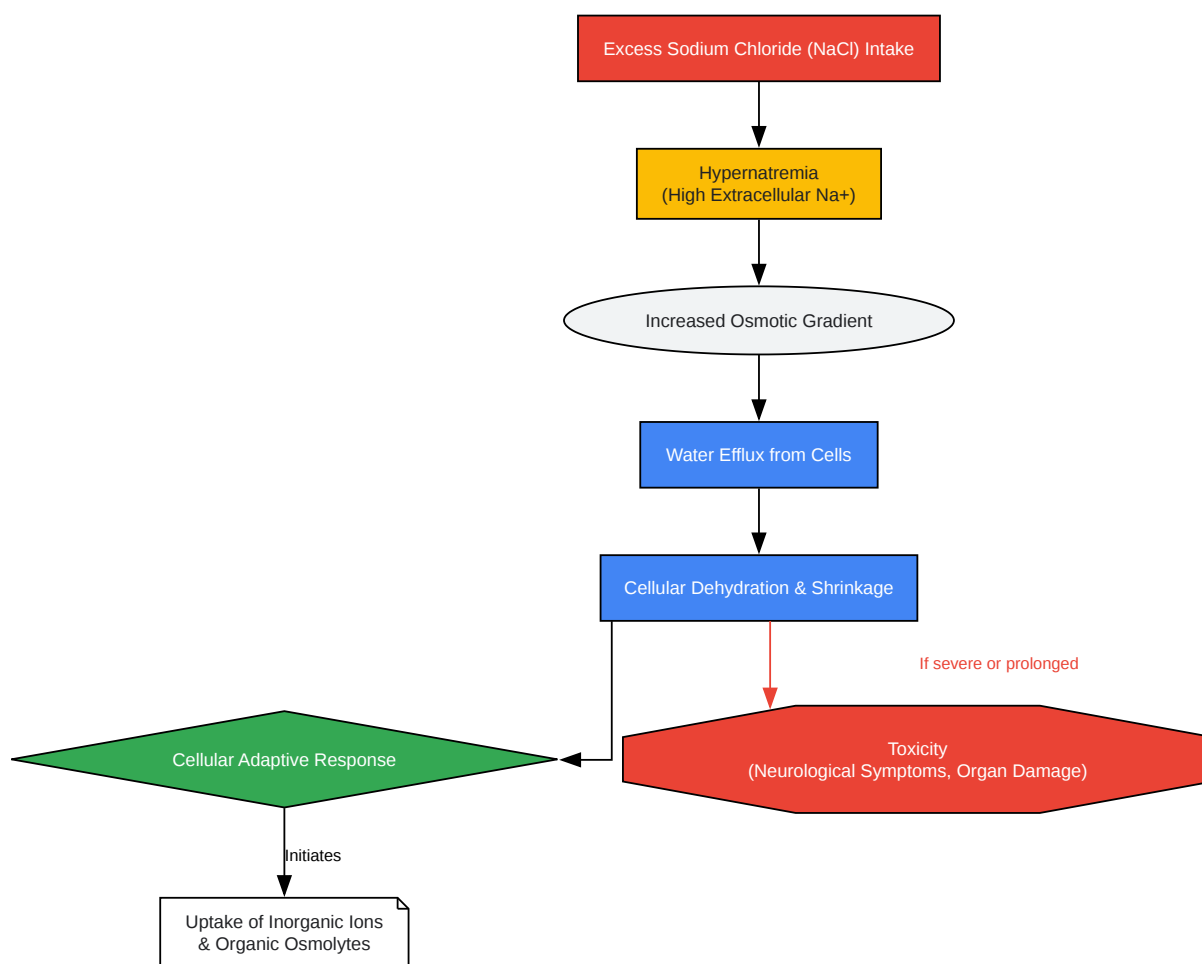 Excess Sodium Chloride (NaCl) Intake
Hypernatremia
(High Extracellular Na+)
Increased Osmotic Gradient
Water Efflux from Cells
Cellular Dehydration & Shrinkage
If severe or prolonged
Cellular Adaptive Response
Toxicity
(Neurological Symptoms, Organ Damage)
Initiates
Uptake of Inorganic Ions
& Organic Osmolytes